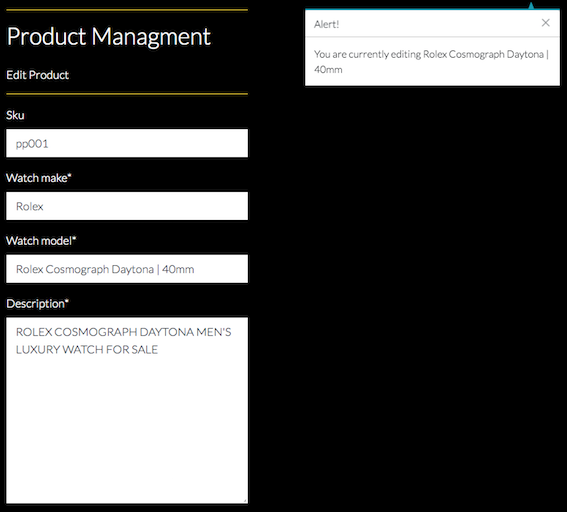 Product Managment
Edit Product
Sku
pp001
Watch make*
Rolex
Watch model*
Rolex Cosmograph Daytona | 40mm
Description*
ROLEX COSMOGRAPH DAYTONA MEN'S
LUXURY WATCH FOR SALE
Alert!
You are currently editing Rolex Cosmograph Daytona |
40mm